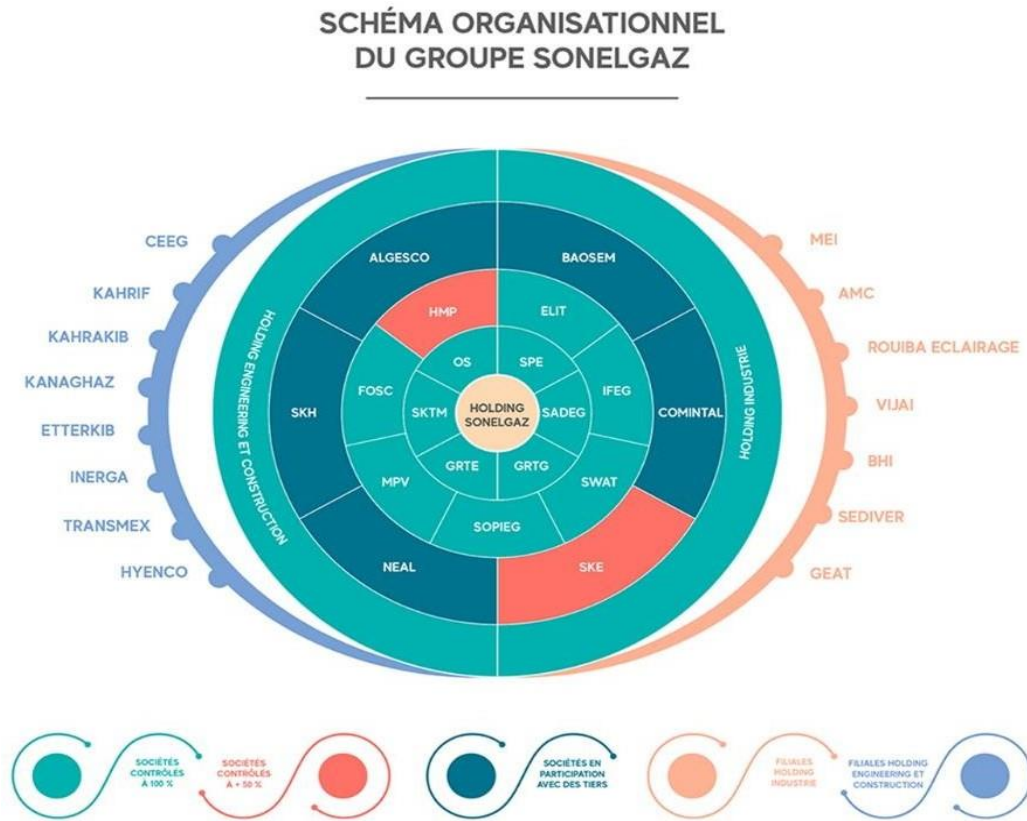 SCHÉMA ORGANISATIONNEL
DU GROUPE SONELGAZ
CEEG
KAHRIF
KAHRAKIB
KANAGHAZ
ETTERKIB
INERGA
TRANSMEX
HYENCO
HOLDING ENGINEERING ET CONSTRUCTION
ALGESCO
BAOSEM
SKH
COMINTAL
NEAL
SKE
HMP
ELIT
FOSC
IFEG
MPV
SWAT
SOPIEG
OS
SPE
SKTM
SADEG
GRTE
GRTG
HOLDING
SONELGAZ
HOLDING INDUSTRIE
MEI
AMC
ROUIBA ECLAIRAGE
VIJAI
BHI
SEDIVER
GEAT
SOCIÉTÉS
CONTRÔLÉS
À 100 %
SOCIÉTÉS
CONTRÔLÉS
À + 50 %
SOCIÉTÉS EN
PARTICIPATION
AVEC DES TIERS
FILIALES
HOLDING
INDUSTRIE
FILIALES HOLDING
ENGINEERING ET
CONSTRUCTION